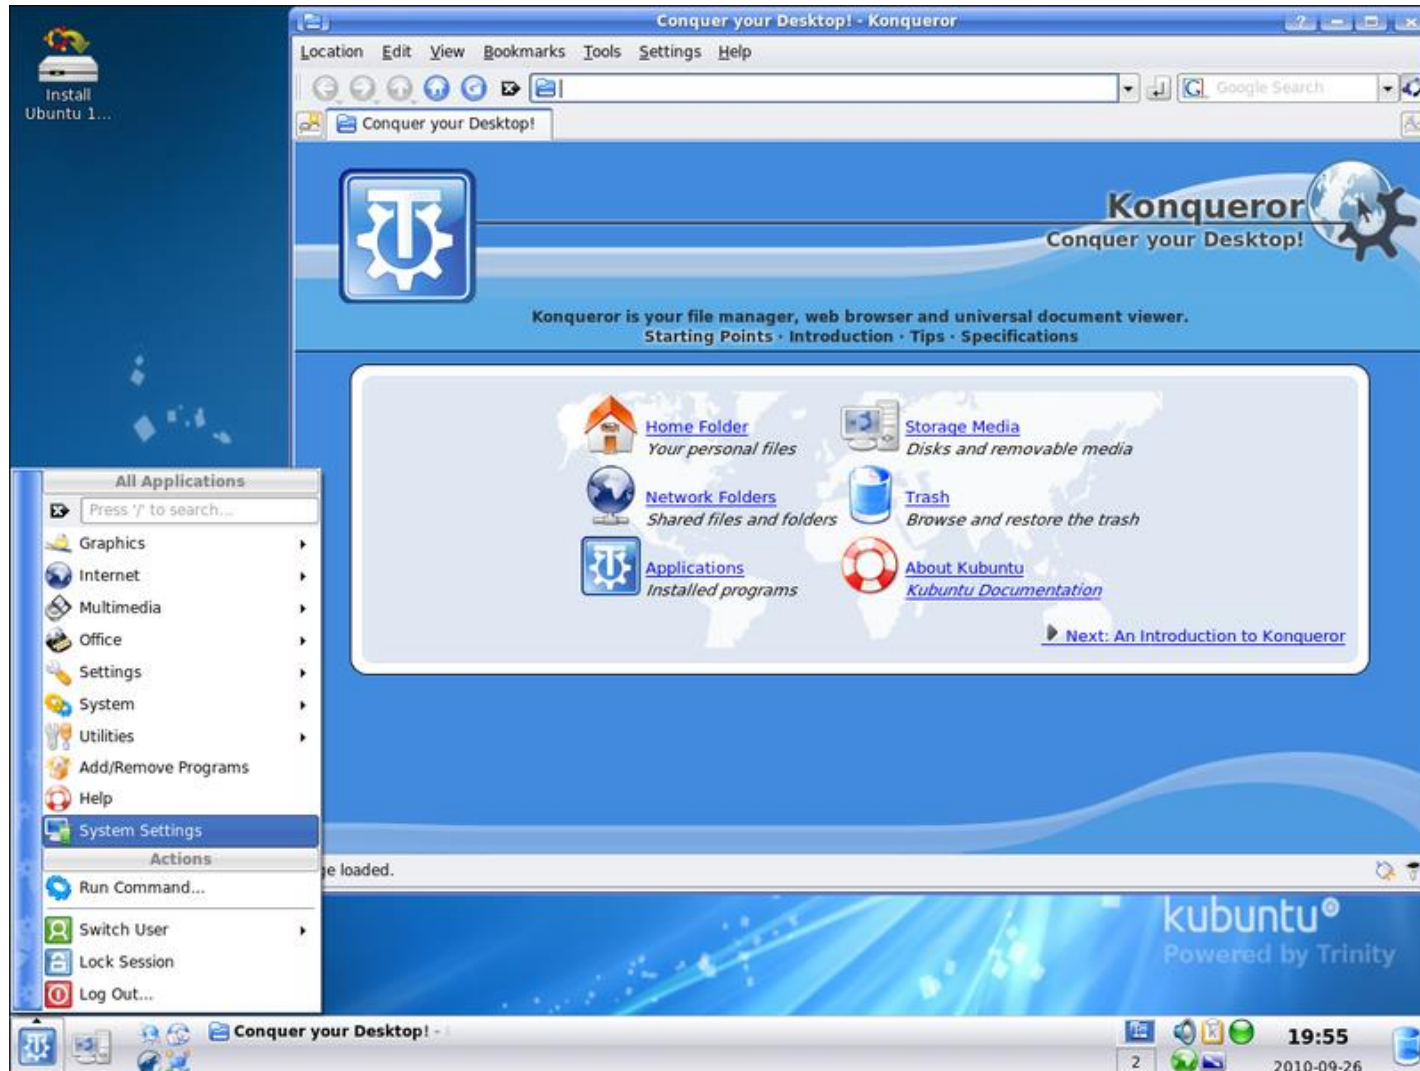 Install
Ubuntu 1...
Conquer your Desktop! - Konqueror
Location Edit View Bookmarks Tools Settings Help
Google Search
Conquer your Desktop!
Konqueror
Conquer your Desktop!
Konqueror is your file manager, web browser and universal document viewer.
Starting Points · Introduction · Tips · Specifications
Home Folder
Your personal files
Storage Media
Disks and removable media
Network Folders
Shared files and folders
Trash
Browse and restore the trash
Applications
Installed programs
About Kubuntu
Kubuntu Documentation
Next: An Introduction to Konqueror
All Applications
Press '/' to search...
Graphics
Internet
Multimedia
Office
Settings
System
Utilities
Add/Remove Programs
Help
System Settings
Actions
Run Command...
Switch User
Lock Session
Log Out...
ge loaded.
kubuntu
Powered by Trinity
Conquer your Desktop! -
2
19:55
2010-09-26